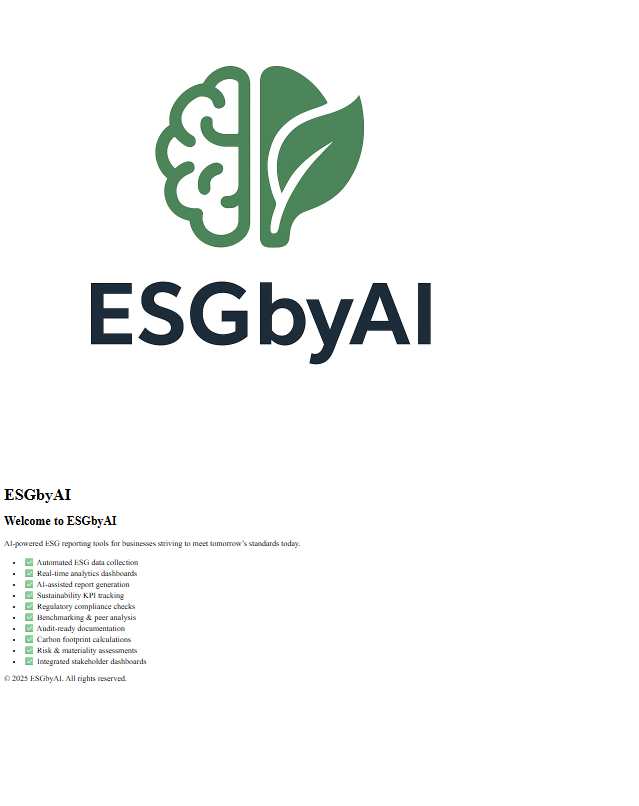 ESGbyAI
ESGbyAI
Welcome to ESGbyAI
AI-powered ESG reporting tools for businesses striving to meet tomorrow's standards today.
• ✅ Automated ESG data collection
• ✅ Real-time analytics dashboards
• ✅ AI-assisted report generation
• ✅ Sustainability KPI tracking
• ✅ Regulatory compliance checks
• ✅ Benchmarking & peer analysis
• ✅ Audit-ready documentation
• ✅ Carbon footprint calculations
• ✅ Risk & materiality assessments
• ✅ Integrated stakeholder dashboards
© 2025 ESGbyAI. All rights reserved.